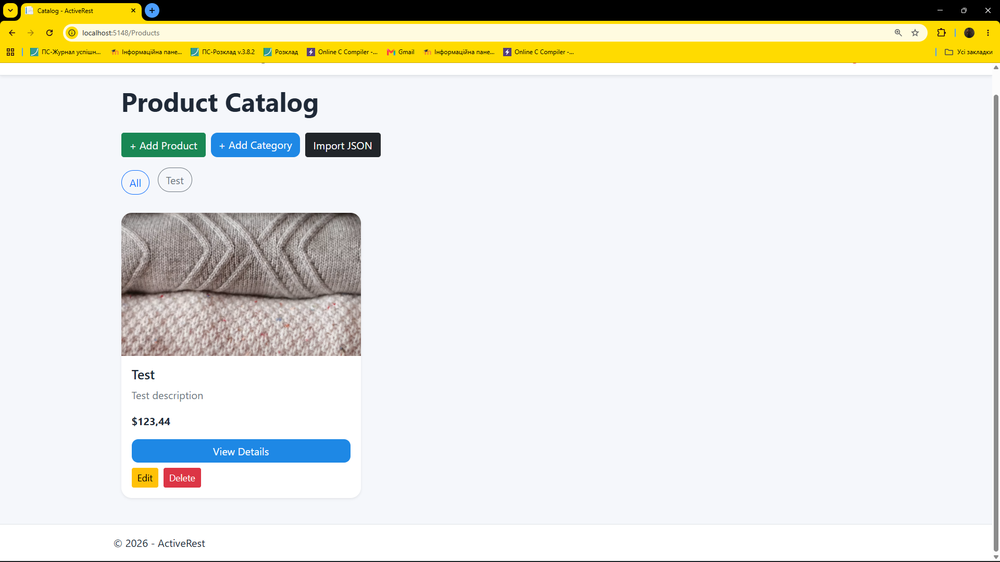 Catalog - ActiveRest
localhost:5148/Products
ПС-Журнал успішн... Інформаційна пане... ПС-Розклад v.3.8.2 Розклад Online C Compiler -... Gmail Інформаційна пане... Online C Compiler -... Усі закладки
Product Catalog
+ Add Product + Add Category Import JSON
All Test
Test
Test description
$123,44
View Details
Edit Delete
© 2026 - ActiveRest